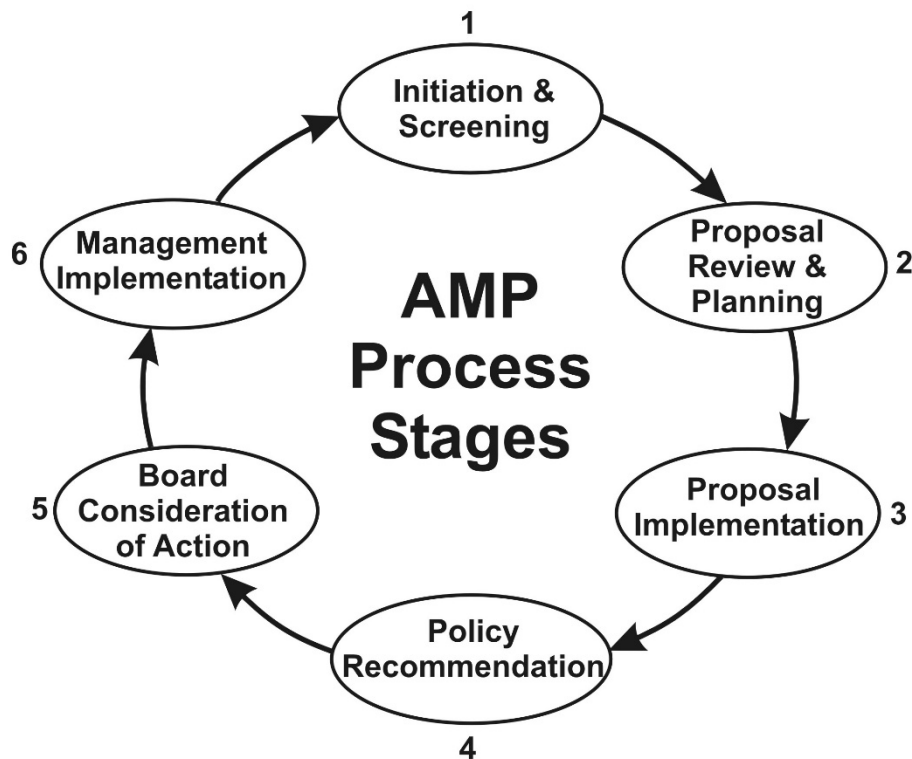 1
Initiation &
Screening
Proposal
Review &
Planning
2
Proposal
Implementation
3
Policy
Recommendation
4
Board
Consideration
of Action
5
Management
Implementation
6
AMP
Process
Stages